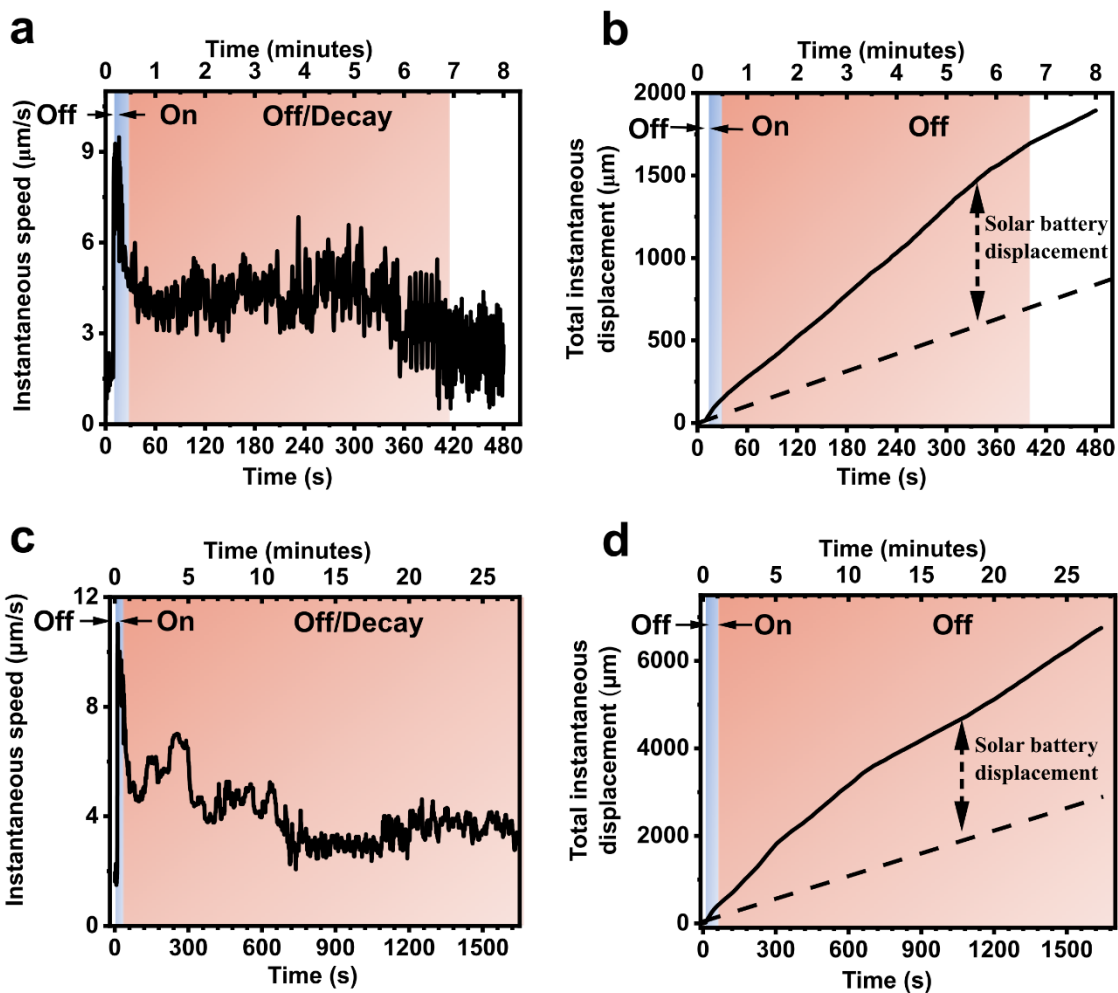 a
Time (minutes)
0 1 2 3 4 5 6 7 8
Off
On
Off/Decay
Instantaneous speed (µm/s)
9
6
3
0
0 60 120 180 240 300 360 420 480
Time (s)
b
Time (minutes)
0 1 2 3 4 5 6 7 8
Off
On
Off
Total instantaneous
displacement (µm)
2000
1500
1000
500
0
Solar battery
displacement
0 60 120 180 240 300 360 420 480
Time (s)
c
Time (minutes)
0 5 10 15 20 25
Off
On
Off/Decay
Instantaneous speed (µm/s)
12
8
4
0
0 300 600 900 1200 1500
Time (s)
d
Time (minutes)
0 5 10 15 20 25
Off
On
Off
Total instantaneous
displacement (µm)
6000
4000
2000
0
Solar battery
displacement
0 300 600 900 1200 1500
Time (s)